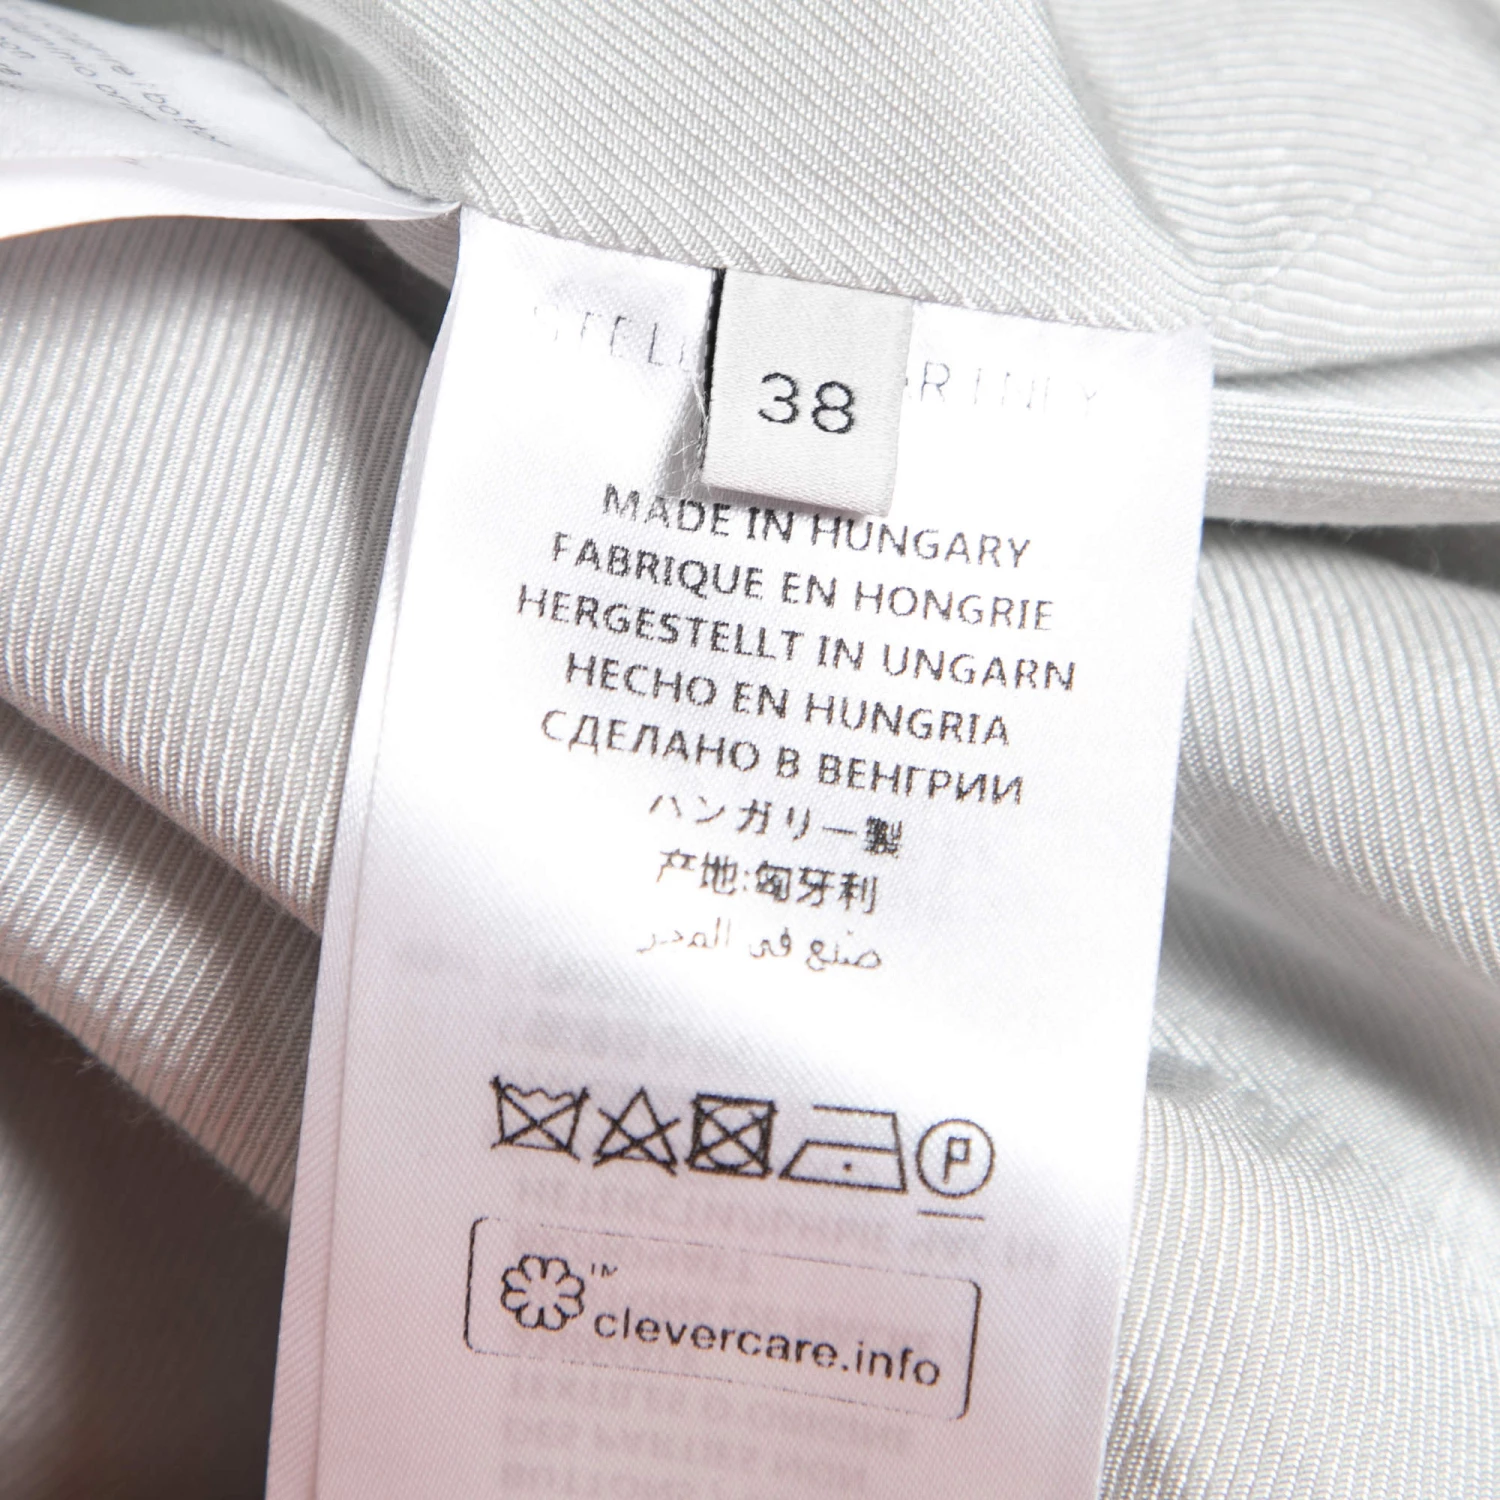 38
MADE IN HUNGARY
FABRIQUE EN HONGRIE
HERGESTELLT IN UNGARN
HECHO EN HUNGRIA
СДЕЛАНО В ВЕНГРИИ
ハンガリー製
产地:匈牙利
صنع في المجر
P
™
clevercare.info